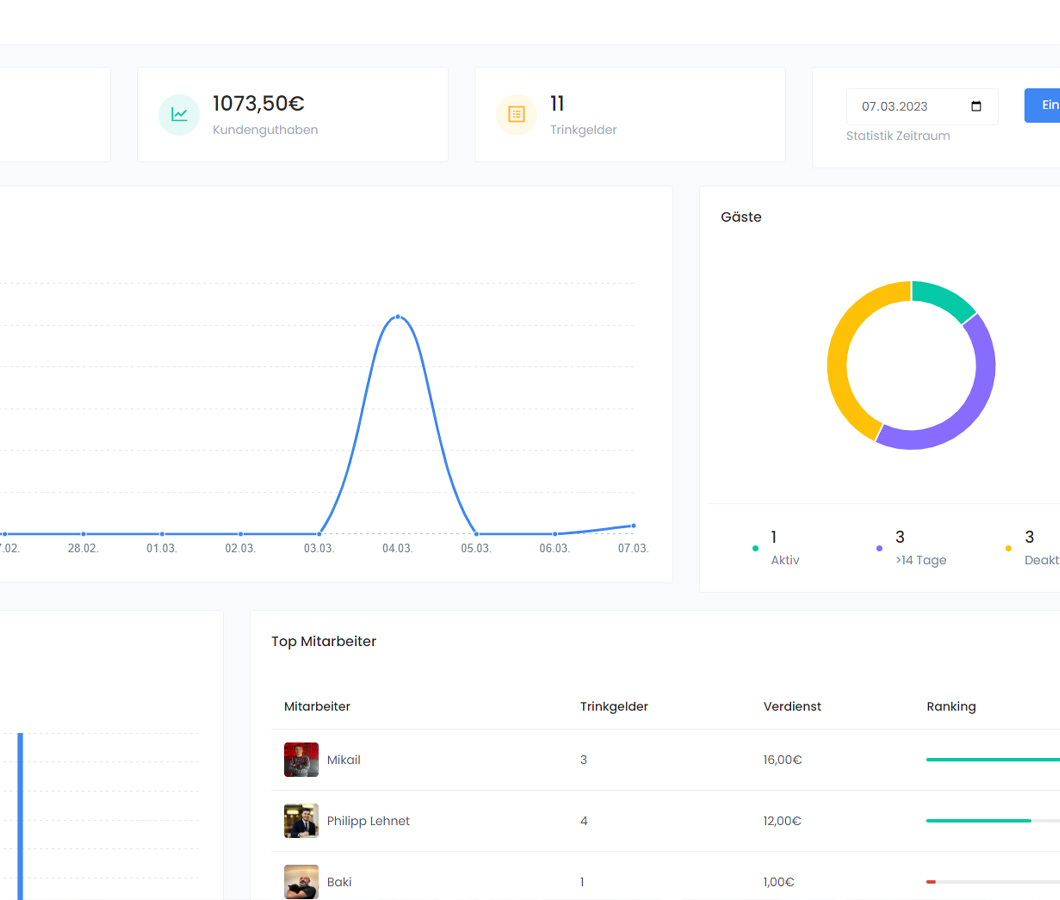 1073,50€
Kundenguthaben
11
Trinkgelder
07.03.2023
Ein
Statistik Zeitraum
Gäste
.02.
28.02.
01.03.
02.03.
03.03.
04.03.
05.03.
06.03.
07.03.
1
Aktiv
3
>14 Tage
3
Deakt
Top Mitarbeiter
Mitarbeiter Trinkgelder Verdienst Ranking
Mikail 3 16,00€
Philipp Lehnet 4 12,00€
Baki 1 1,00€